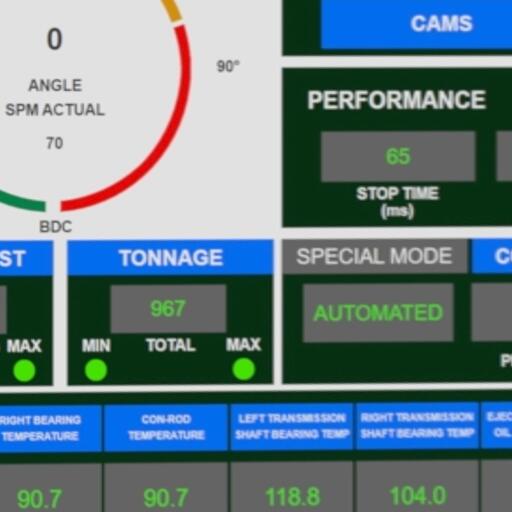 0
ANGLE
SPM ACTUAL
70
90°
BDC
CAMS
PERFORMANCE
65
STOP TIME
(ms)
ST
MAX
TONNAGE
967
MIN
TOTAL
MAX
SPECIAL MODE
AUTOMATED
RIGHT BEARING
TEMPERATURE
90.7
CON-ROD
TEMPERATURE
90.7
LEFT TRANSMISSION
SHAFT BEARING TEMP
118.8
RIGHT TRANSMISSION
SHAFT BEARING TEMP
104.0
OIL